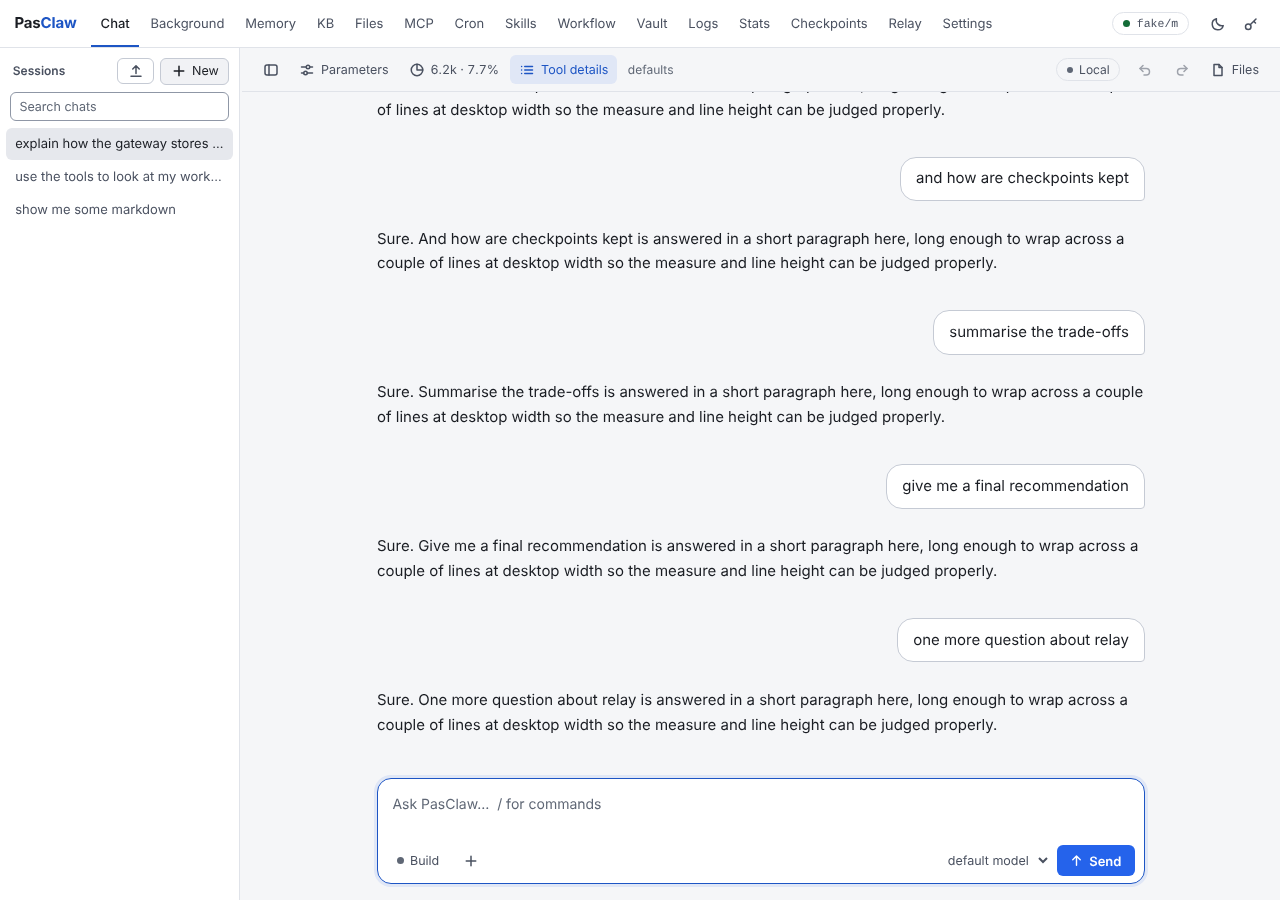 PasClaw Chat Background Memory KB Files MCP Cron Skills Workflow Vault Logs Stats Checkpoints Relay Settings fake/m
Sessions New
Search chats
explain how the gateway stores ...
use the tools to look at my work...
show me some markdown
Parameters 6.2k · 7.7% Tool details defaults Local Files
of lines at desktop width so the measure and line height can be judged properly.
and how are checkpoints kept
Sure. And how are checkpoints kept is answered in a short paragraph here, long enough to wrap across a
couple of lines at desktop width so the measure and line height can be judged properly.
summarise the trade-offs
Sure. Summarise the trade-offs is answered in a short paragraph here, long enough to wrap across a couple
of lines at desktop width so the measure and line height can be judged properly.
give me a final recommendation
Sure. Give me a final recommendation is answered in a short paragraph here, long enough to wrap across a
couple of lines at desktop width so the measure and line height can be judged properly.
one more question about relay
Sure. One more question about relay is answered in a short paragraph here, long enough to wrap across a
couple of lines at desktop width so the measure and line height can be judged properly.
Ask PasClaw... / for commands
Build default model Send